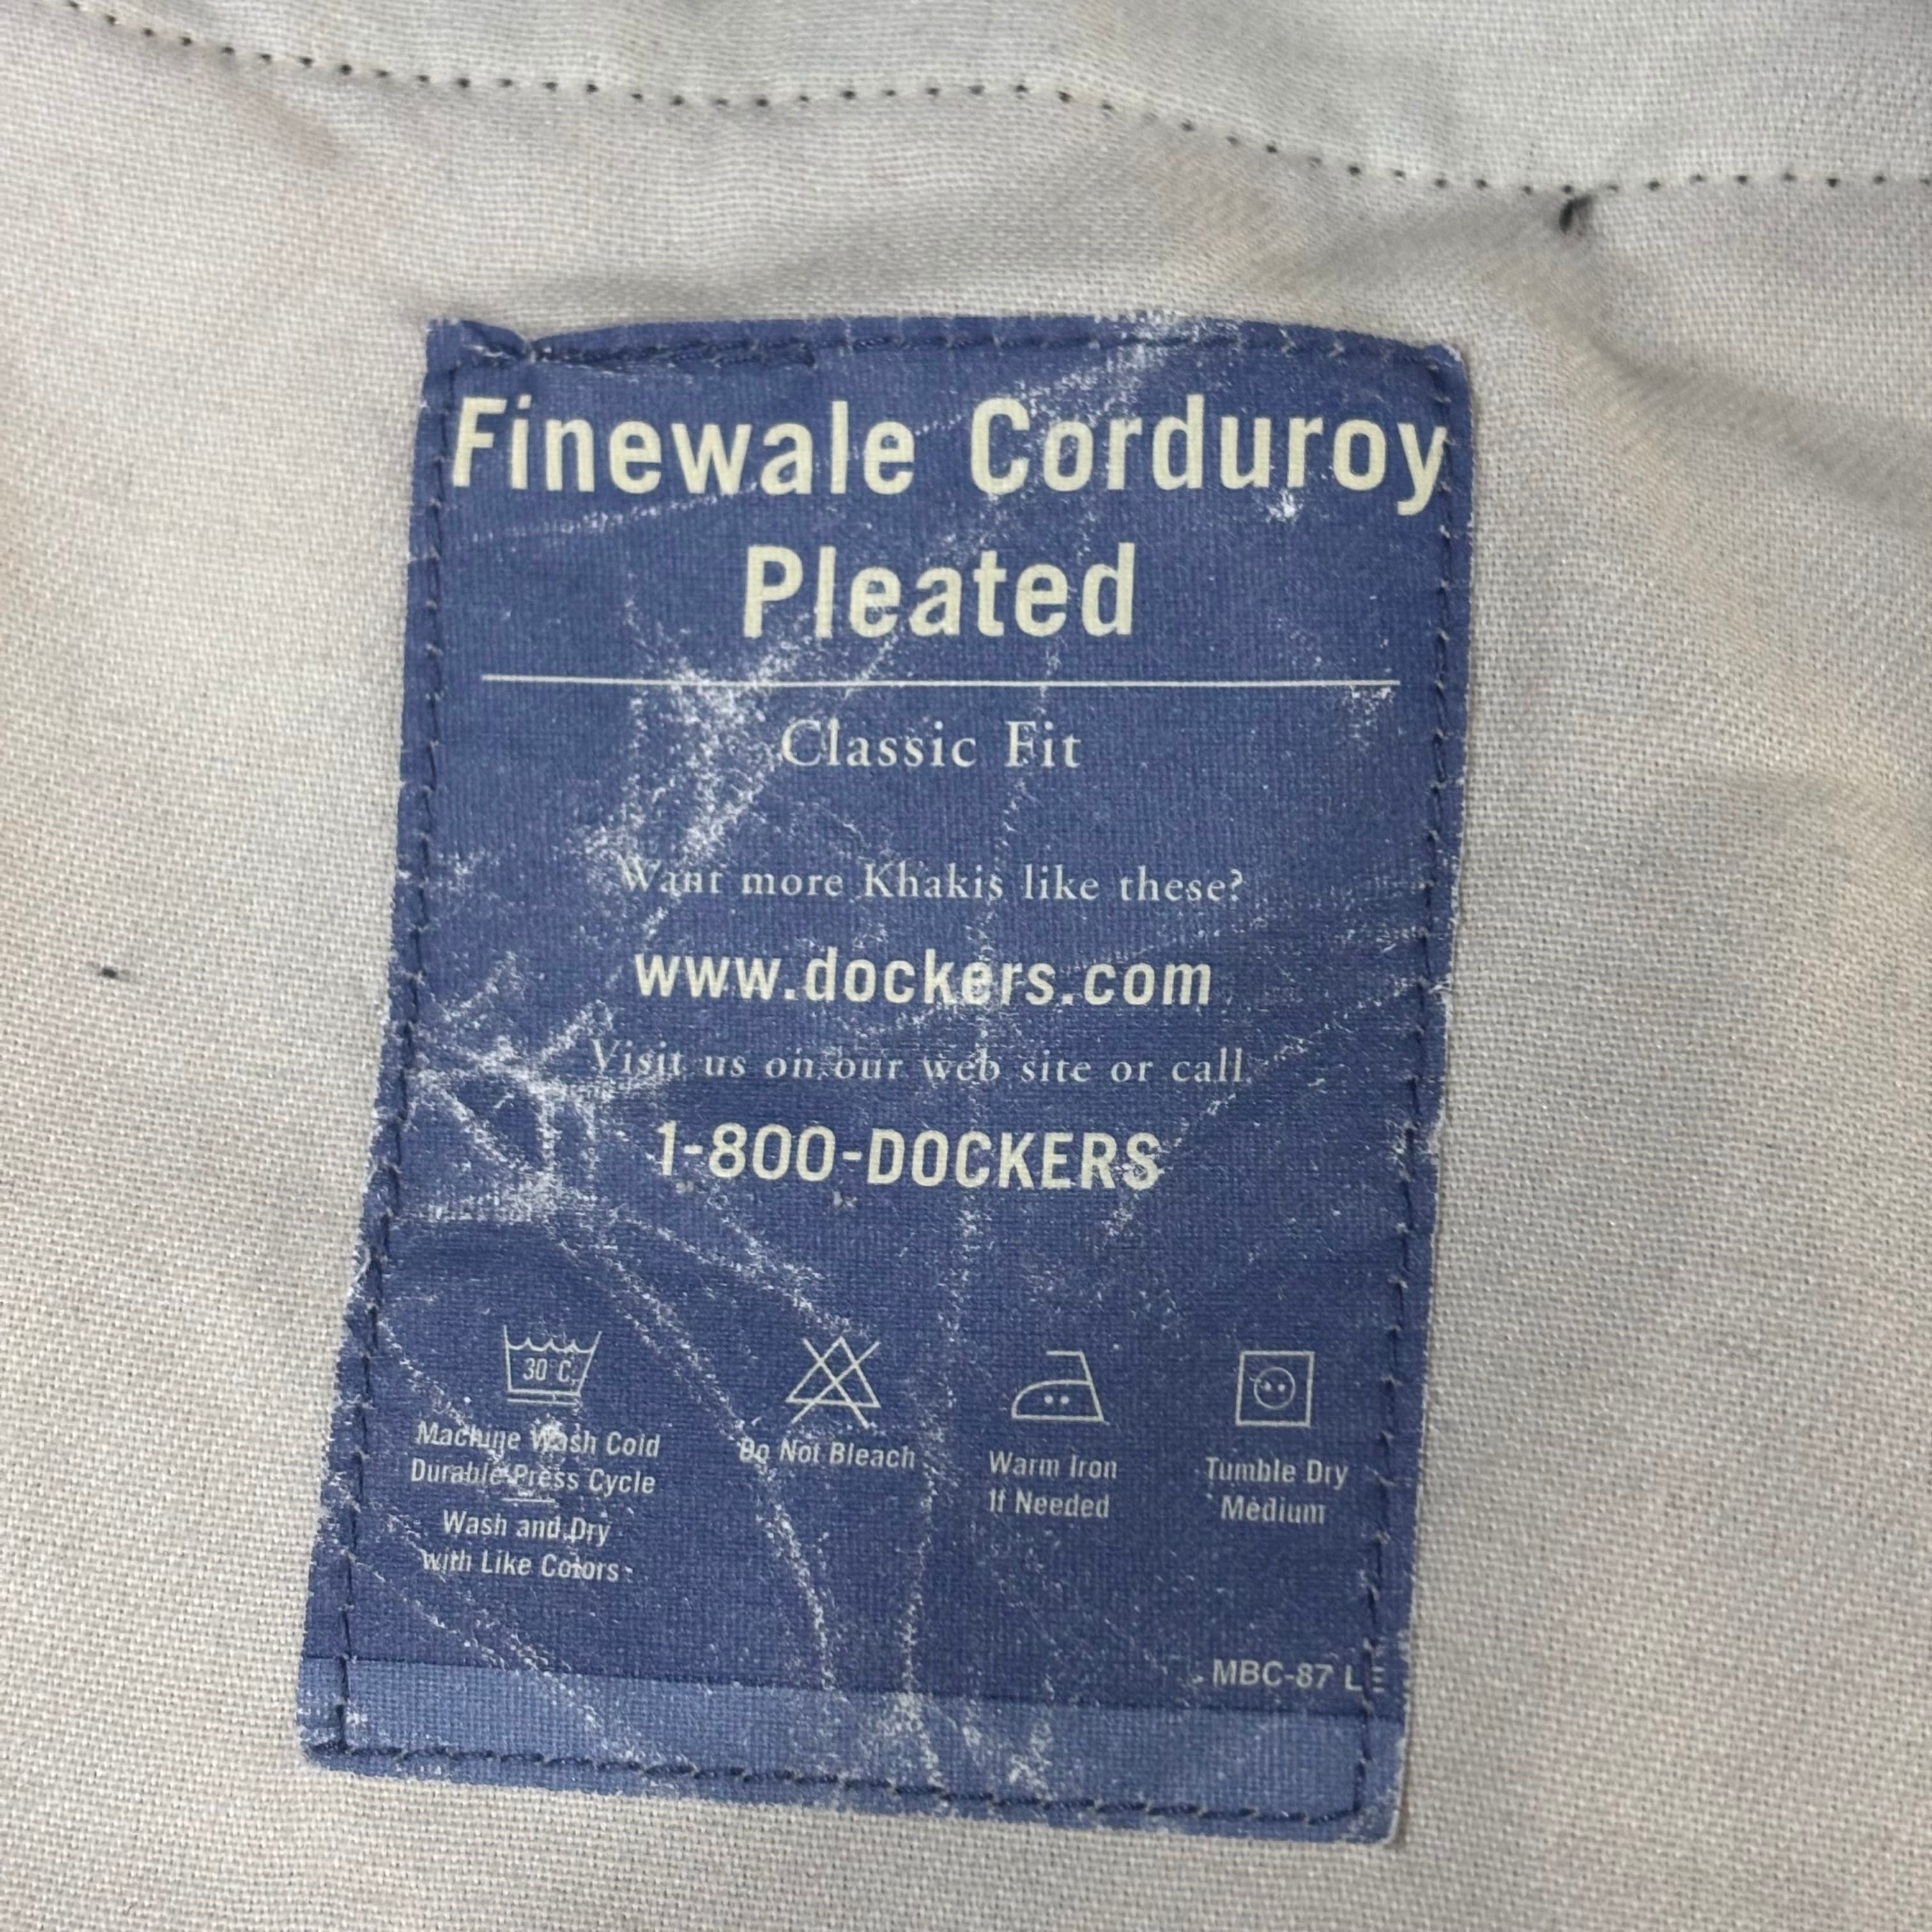 Finewale Corduroy
Pleated
Classic Fit
Want more Khakis like these?
www.dockers.com
Visit us on our web site or call
1-800-DOCKERS
30°C
Machine Wash Cold
Durable Press Cycle
Wash and Dry
with Like Colors
Do Not Bleach
Warm Iron
If Needed
Tumble Dry
Medium
MBC-87 LE